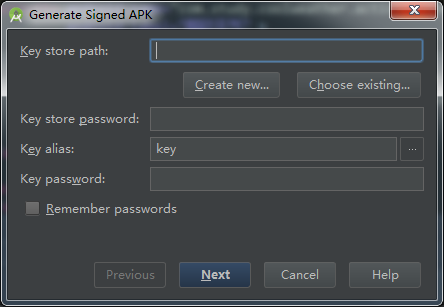 Generate Signed APK
Key store path:
Create new... Choose existing...
Key store password:
Key alias: key ...
Key password:
Remember passwords
Previous Next Cancel Help